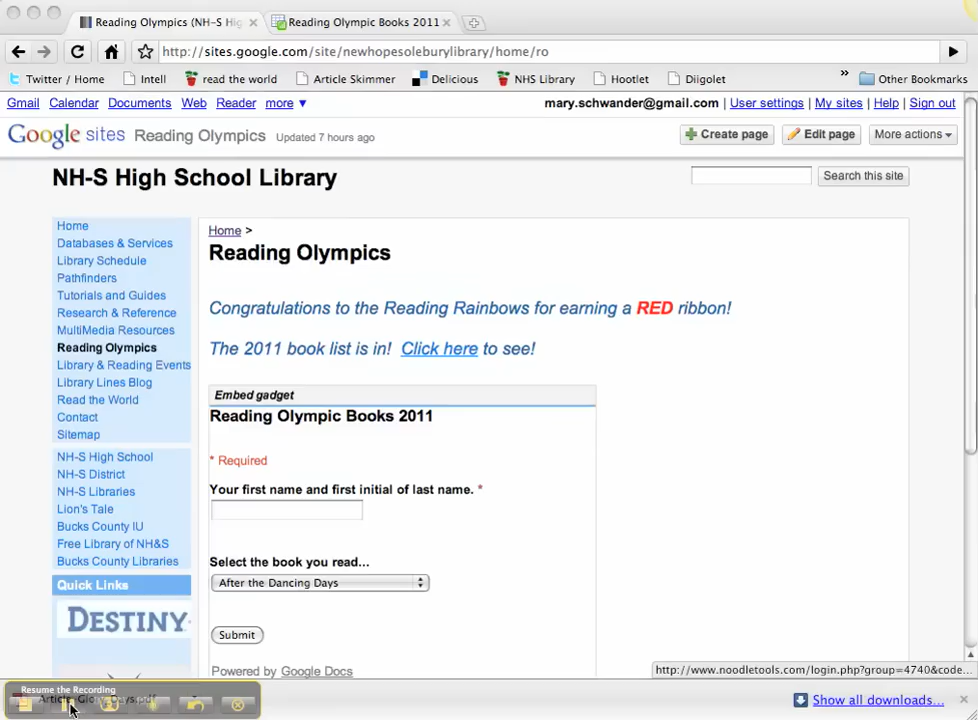 Reading Olympics (NH-S Hig
Reading Olympic Books 2011
http://sites.google.com/site/newhopesoleburylibrary/home/ro
Twitter / Home Intell read the world Article Skimmer Delicious NHS Library Hootlet Diigolet » Other Bookmarks
Gmail Calendar Documents Web Reader more ▼ mary.schwander@gmail.com | User settings | My sites | Help | Sign out
Google sites Reading Olympics Updated 7 hours ago Create page Edit page More actions
NH-S High School Library
Search this site
Home
Databases & Services
Library Schedule
Pathfinders
Tutorials and Guides
Research & Reference
MultiMedia Resources
Reading Olympics
Library & Reading Events
Library Lines Blog
Read the World
Contact
Sitemap
NH-S High School
NH-S District
NH-S Libraries
Lion's Tale
Bucks County IU
Free Library of NH&S
Bucks County Libraries
Quick Links
DESTINY
Home >
Reading Olympics
Congratulations to the Reading Rainbows for earning a RED ribbon!
The 2011 book list is in! Click here to see!
Embed gadget
Reading Olympic Books 2011
* Required
Your first name and first initial of last name. *
Select the book you read...
After the Dancing Days
Submit
Powered by Google Docs
http://www.noodletools.com/login.php?group=4740&code...
Resume the Recording
Article_Glory_Days.pdf
Show all downloads...